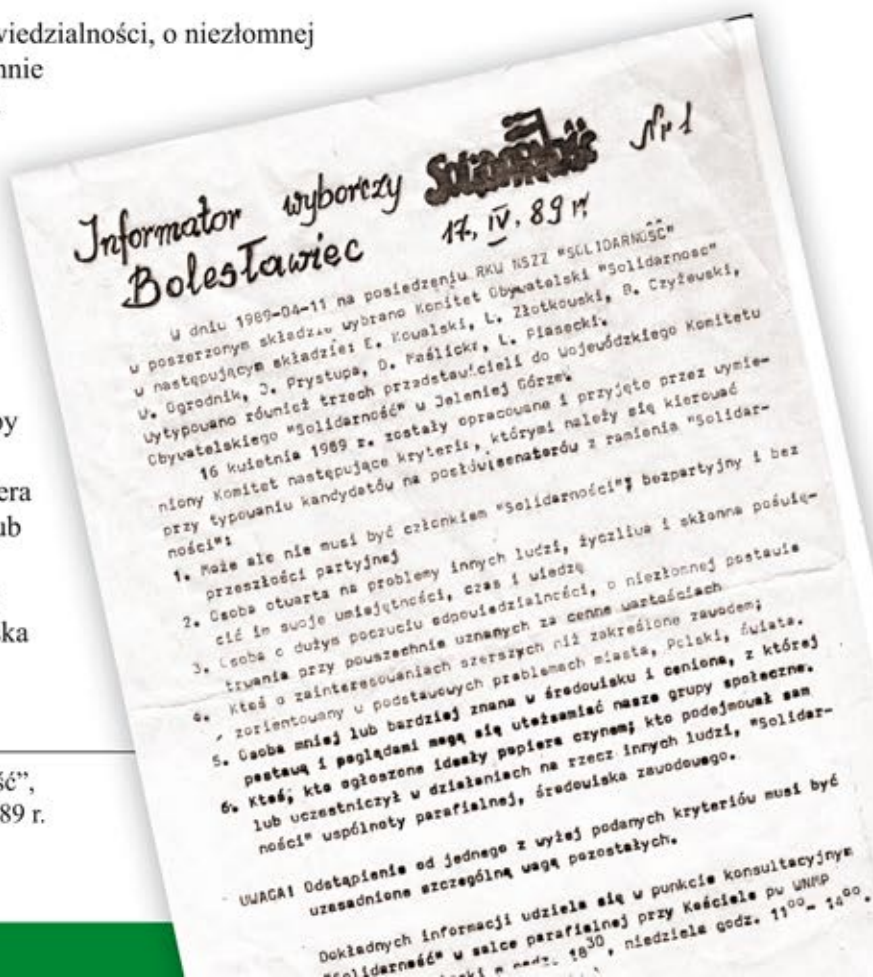 wiedzialności, o niezłomnej
nnie
by
era
ub
ska
ść”,
89 r.
Informator wyborczy Solidarność Nr 1
Bolesławiec 17.IV.89 r.
W dniu 1989-04-11 na posiedzeniu RKW NSZZ "SOLIDARNOŚĆ"
w poszerzonym składzie wybrano Komitet Obywatelski "Solidarnosc"
w następującym składzie: E. Kowalski, L. Złotkowski, B. Czyżewski,
W. Ogrodnik, J. Prystupa, D. Paślicka, L. Piasecki.
Wytypowano również trzech przedstawicieli do Wojewódzkiego Komitetu
Obywatelskiego "Solidarność" w Jeleniej Górze.
16 kwietnia 1989 r. zostały opracowane i przyjęte przez wymie-
niony Komitet następujące kryteria, którymi należy się kierować
przy typowaniu kandydatów na posłów, senatorów z ramienia "Solidar-
ności":
1. Może ale nie musi być członkiem "Solidarności"; bezpartyjny i bez
przeszłości partyjnej
2. Osoba otwarta na problemy innych ludzi, życzliwa i skłonna poświę-
cić im swoje umiejętności, czas i wiedzę
3. Osoba o dużym poczuciu odpowiedzialności, o niezłomnej postawie
trwania przy powszechnie uznanych za cenne wartościach
4. Ktoś o zainteresowaniach szerszych niż zakreślone zawodem;
zorientowany w podstawowych problemach miasta, Polski, świata.
5. Osoba mniej lub bardziej znana w środowisku i ceniona, z której
postawą i poglądami mogą się utożsamiać nasze grupy społeczne.
6. Ktoś; kto ogłoszone ideały popiera czynem; kto podejmował sam
lub uczestniczył w działaniach na rzecz innych ludzi, "Solidar-
ności" wspólnoty parafialnej, środowiska zawodowego.
UWAGA! Odstąpienie od jednego z wyżej podanych kryteriów musi być
uzasadnione szczególną wagą pozostałych.
Dokładnych informacji udziela się w punkcie konsultacyjnym
"Solidarność" w salce parafialnej przy Kościele pw WNMP
godz. 18³⁰, niedziela godz. 11⁰⁰ - 14⁰⁰.